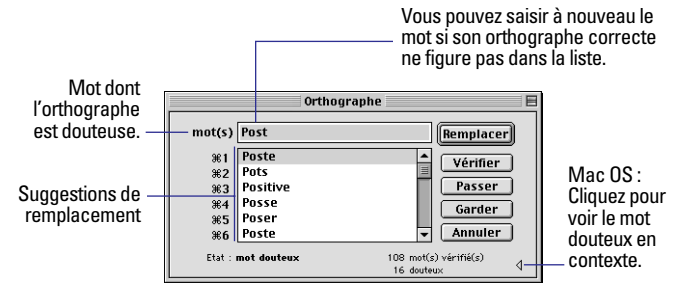 Vous pouvez saisir à nouveau le
mot si son orthographe correcte
ne figure pas dans la liste.
Mot dont
l'orthographe
est douteuse.
Orthographe
mot(s) Post Remplacer
⌘1 Poste Vérifier
⌘2 Pots
⌘3 Positive Passer
⌘4 Posse Garder
⌘5 Poser
⌘6 Poste Annuler
Suggestions de
remplacement
Etat : mot douteux 108 mot(s) vérifié(s)
16 douteux
Mac OS :
Cliquez pour
voir le mot
douteux en
contexte.